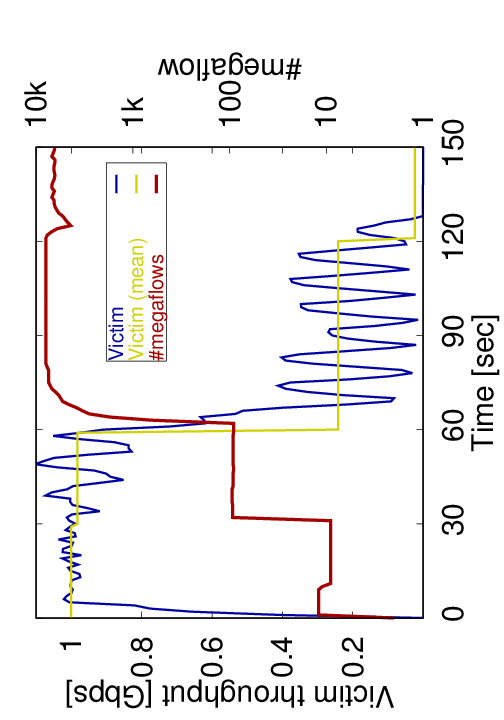 #megaflow
10k
1k
100
10
1
Victim
Victim (mean)
#megaflows
1
0.8
0.6
0.4
0.2
Victim throughput [Gbps]
0
30
60
90
120
150
Time [sec]